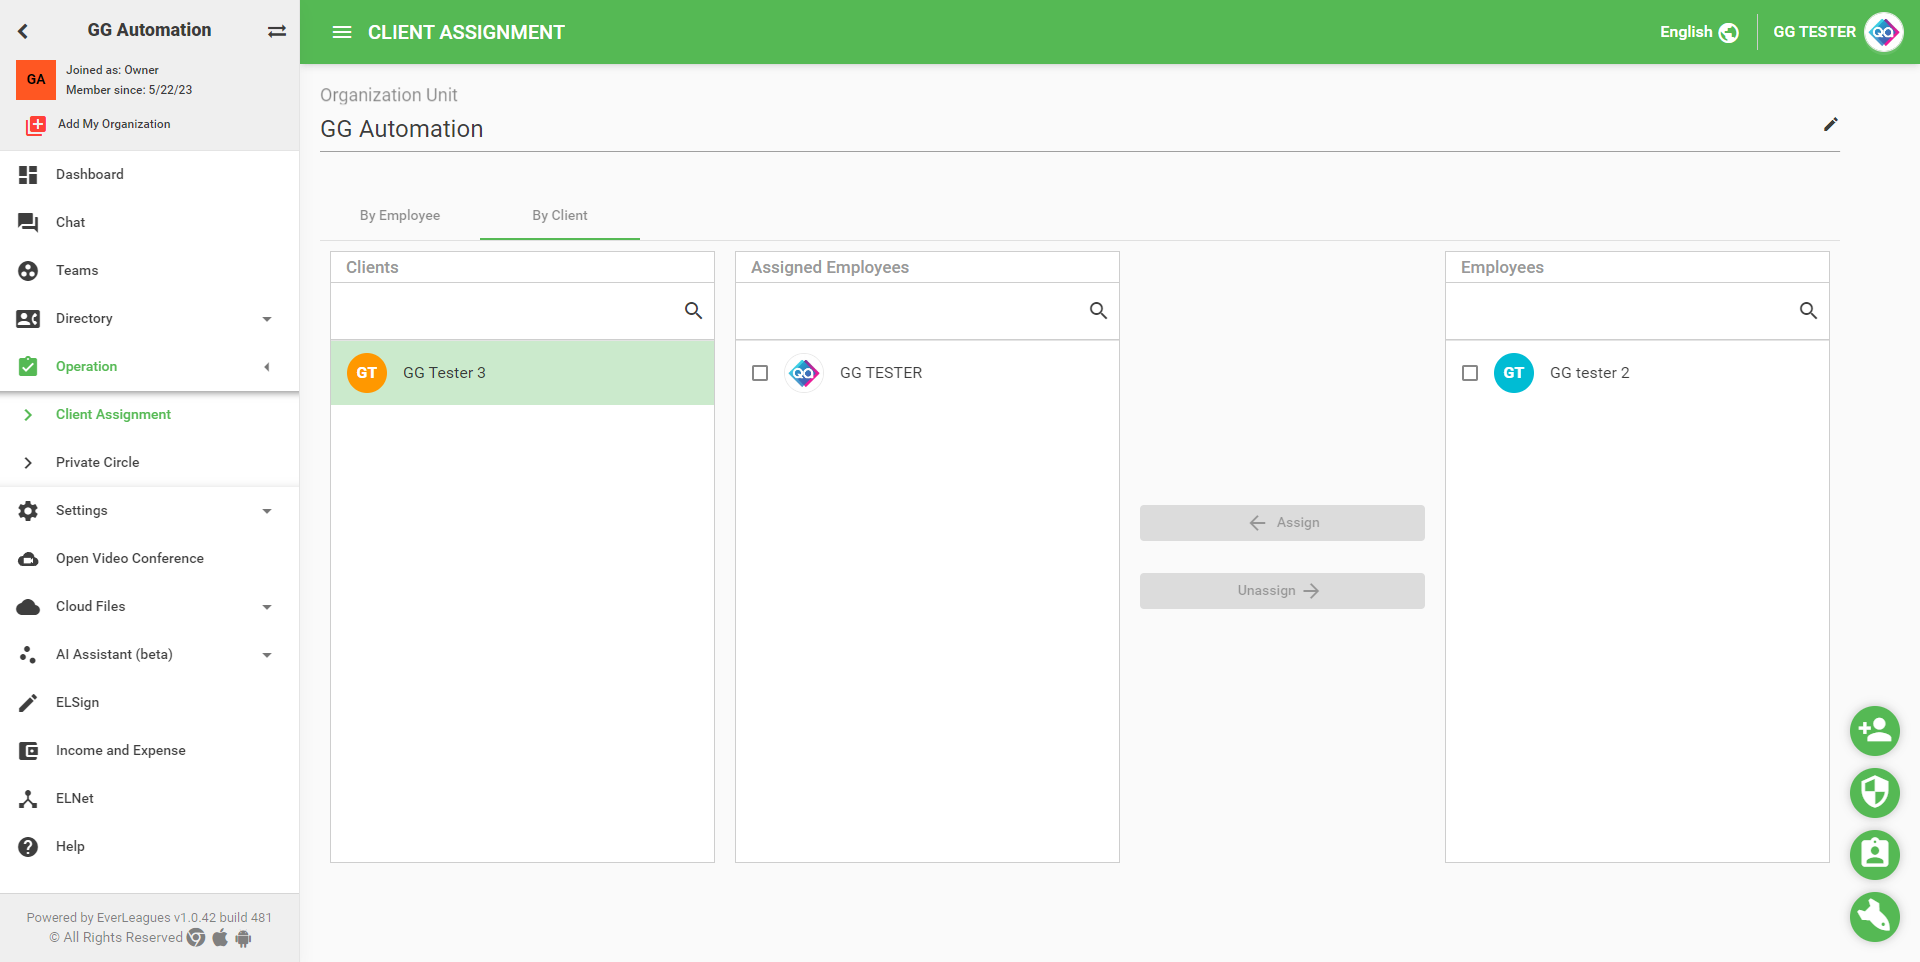 GG Automation
GA
Joined as: Owner
Member since: 5/22/23
Add My Organization
Dashboard
Chat
Teams
Directory
Operation
Client Assignment
Private Circle
Settings
Open Video Conference
Cloud Files
AI Assistant (beta)
ELSign
Income and Expense
ELNet
Help
Powered by EverLeagues v1.0.42 build 481
© All Rights Reserved
CLIENT ASSIGNMENT
English
GG TESTER
QA
Organization Unit
GG Automation
By Employee
By Client
Clients
GT
GG Tester 3
Assigned Employees
QA
GG TESTER
Assign
Unassign
Employees
GT
GG tester 2